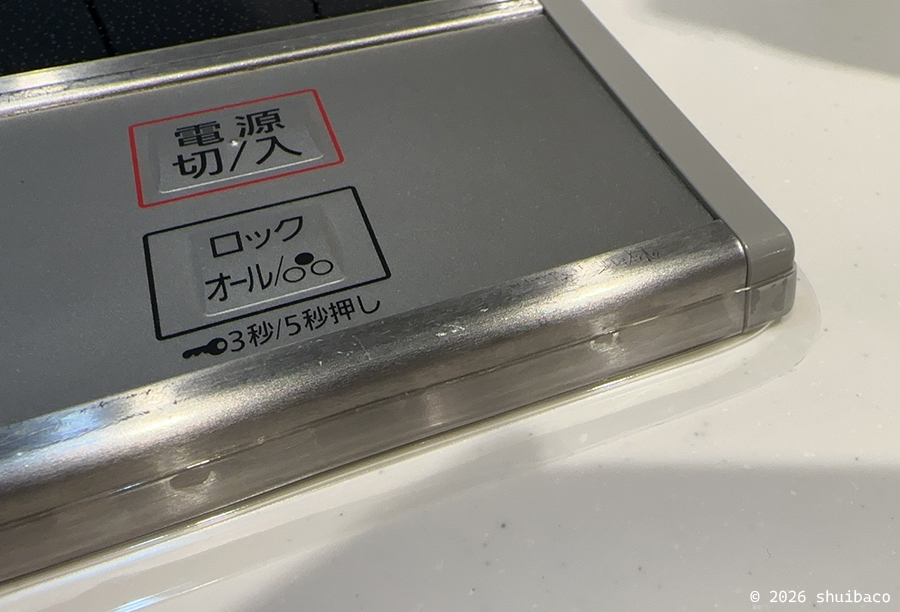 電源
切/入
ロック
オール/
3秒/5秒押し
© 2026 shuibaco